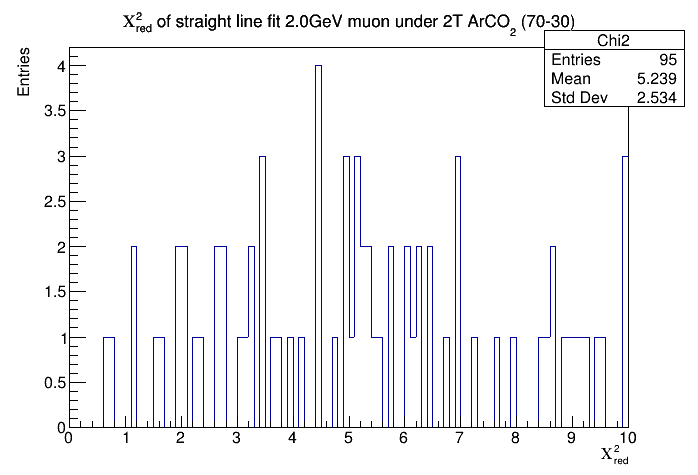 Χ²red of straight line fit 2.0GeV muon under 2T ArCO₂ (70-30)
Chi2
Entries 95
Mean 5.239
Std Dev 2.534
Entries
4
3.5
3
2.5
2
1.5
1
0.5
0
0 1 2 3 4 5 6 7 8 9 10
Χ²red